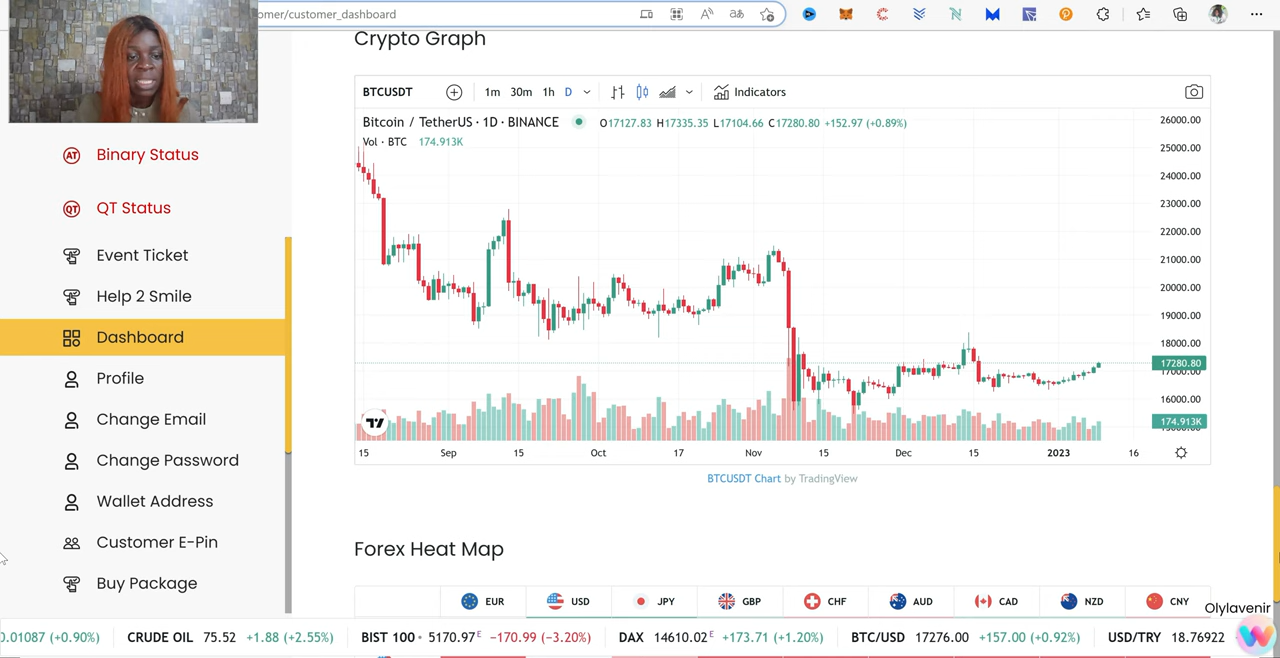 omer/customer_dashboard
Crypto Graph
BTCUSDT 1m 30m 1h D Indicators
Bitcoin / TetherUS · 1D · BINANCE O17127.83 H17335.35 L17104.66 C17280.80 +152.97 (+0.89%)
Vol · BTC 174.913K
26000.00
25000.00
24000.00
23000.00
22000.00
21000.00
20000.00
19000.00
18000.00
17280.80
17000.00
16000.00
174.913K
15000.00
15 Sep 15 Oct 17 Nov 15 Dec 15 2023 16
BTCUSDT Chart by TradingView
AT Binary Status
QT QT Status
Event Ticket
Help 2 Smile
Dashboard
Profile
Change Email
Change Password
Wallet Address
Customer E-Pin
Buy Package
Forex Heat Map
EUR USD JPY GBP CHF AUD CAD NZD CNY
Olylavenir
0.01087 (+0.90%) CRUDE OIL 75.52 +1.88 (+2.55%) BIST 100 5170.97 E −170.99 (−3.20%) DAX 14610.02 E +173.71 (+1.20%) BTC/USD 17276.00 +157.00 (+0.92%) USD/TRY 18.76922